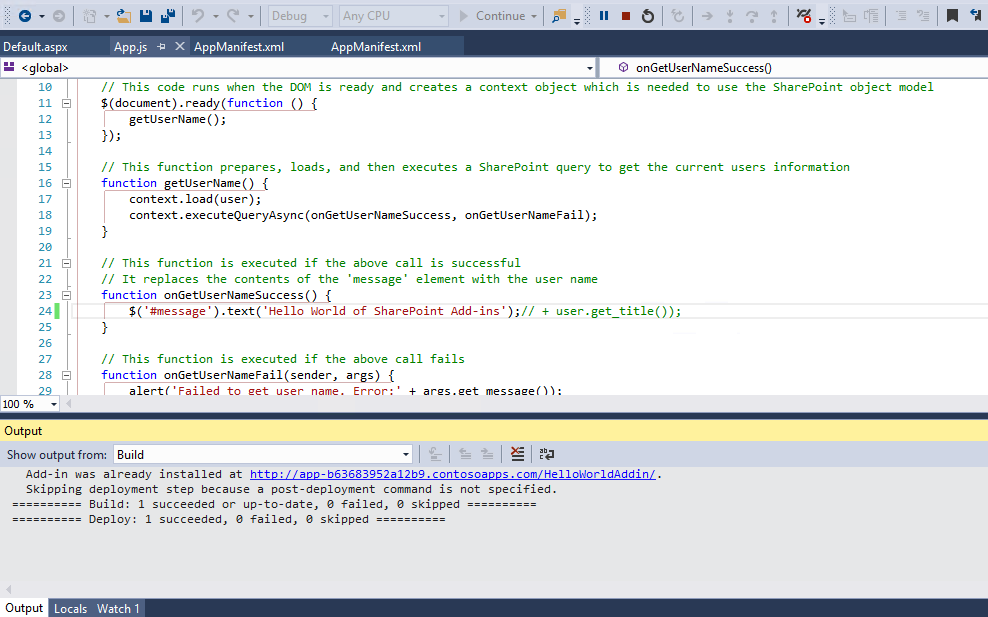 Debug Any CPU Continue
Default.aspx App.js AppManifest.xml AppManifest.xml
<global> onGetUserNameSuccess()
10 // This code runs when the DOM is ready and creates a context object which is needed to use the SharePoint object model
11 $(document).ready(function () {
12 getUserName();
13 });
14
15 // This function prepares, loads, and then executes a SharePoint query to get the current users information
16 function getUserName() {
17 context.load(user);
18 context.executeQueryAsync(onGetUserNameSuccess, onGetUserNameFail);
19 }
20
21 // This function is executed if the above call is successful
22 // It replaces the contents of the 'message' element with the user name
23 function onGetUserNameSuccess() {
24 $('#message').text('Hello World of SharePoint Add-ins');// + user.get_title());
25 }
26
27 // This function is executed if the above call fails
28 function onGetUserNameFail(sender, args) {
29 alert('Failed to get user name. Error:' + args.get_message());
100 %
Output
Show output from: Build
Add-in was already installed at http://app-b63683952a12b9.contosoapps.com/HelloWorldAddin/.
Skipping deployment step because a post-deployment command is not specified.
========== Build: 1 succeeded or up-to-date, 0 failed, 0 skipped ==========
========== Deploy: 1 succeeded, 0 failed, 0 skipped ==========
Output Locals Watch 1